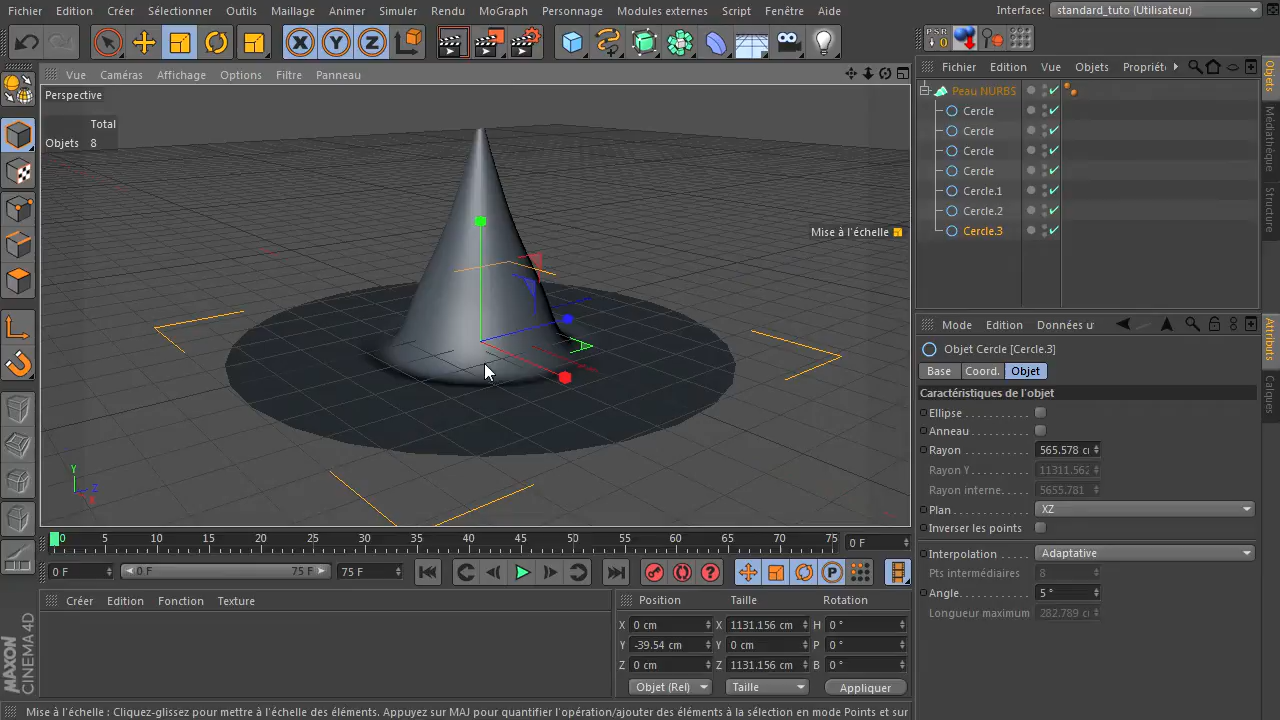 Fichier Edition Créer Sélectionner Outils Maillage Animer Simuler Rendu MoGraph Personnage Modules externes Script Fenêtre Aide Interface: standard_tuto (Utilisateur)
X Y Z PSR 0
Vue Caméras Affichage Options Filtre Panneau
Fichier Edition Vue Objets Propriété
Perspective
Total
Objets 8
Mise à l'échelle
Y
Z
X
Peau NURBS
Cercle
Cercle
Cercle
Cercle
Cercle.1
Cercle.2
Cercle.3
Objets
Médiathèque
Structure
Mode Edition Données u
Objet Cercle [Cercle.3]
Base Coord. Objet
Caractéristiques de l'objet
Ellipse
Anneau
Rayon 565.578 c
Rayon Y 11311.562
Rayon interne 5655.781
Plan XZ
Inverser les points
Interpolation Adaptative
Pts intermédiaires 8
Angle 5 °
Longueur maximum 282.789 c
Attributs
Calques
0 5 10 15 20 25 30 35 40 45 50 55 60 65 70 75 0 F
0 F 0 F 75 F 75 F
P
Créer Edition Fonction Texture
Position Taille Rotation
X 0 cm X 1131.156 cm H 0 °
Y -39.54 cm Y 0 cm P 0 °
Z 0 cm Z 1131.156 cm B 0 °
Objet (Rel) Taille Appliquer
MAXON
CINEMA 4D
Mise à l'échelle : Cliquez-glissez pour mettre à l'échelle des éléments. Appuyez sur MAJ pour quantifier l'opération/ajouter des éléments à la sélection en mode Points et sur